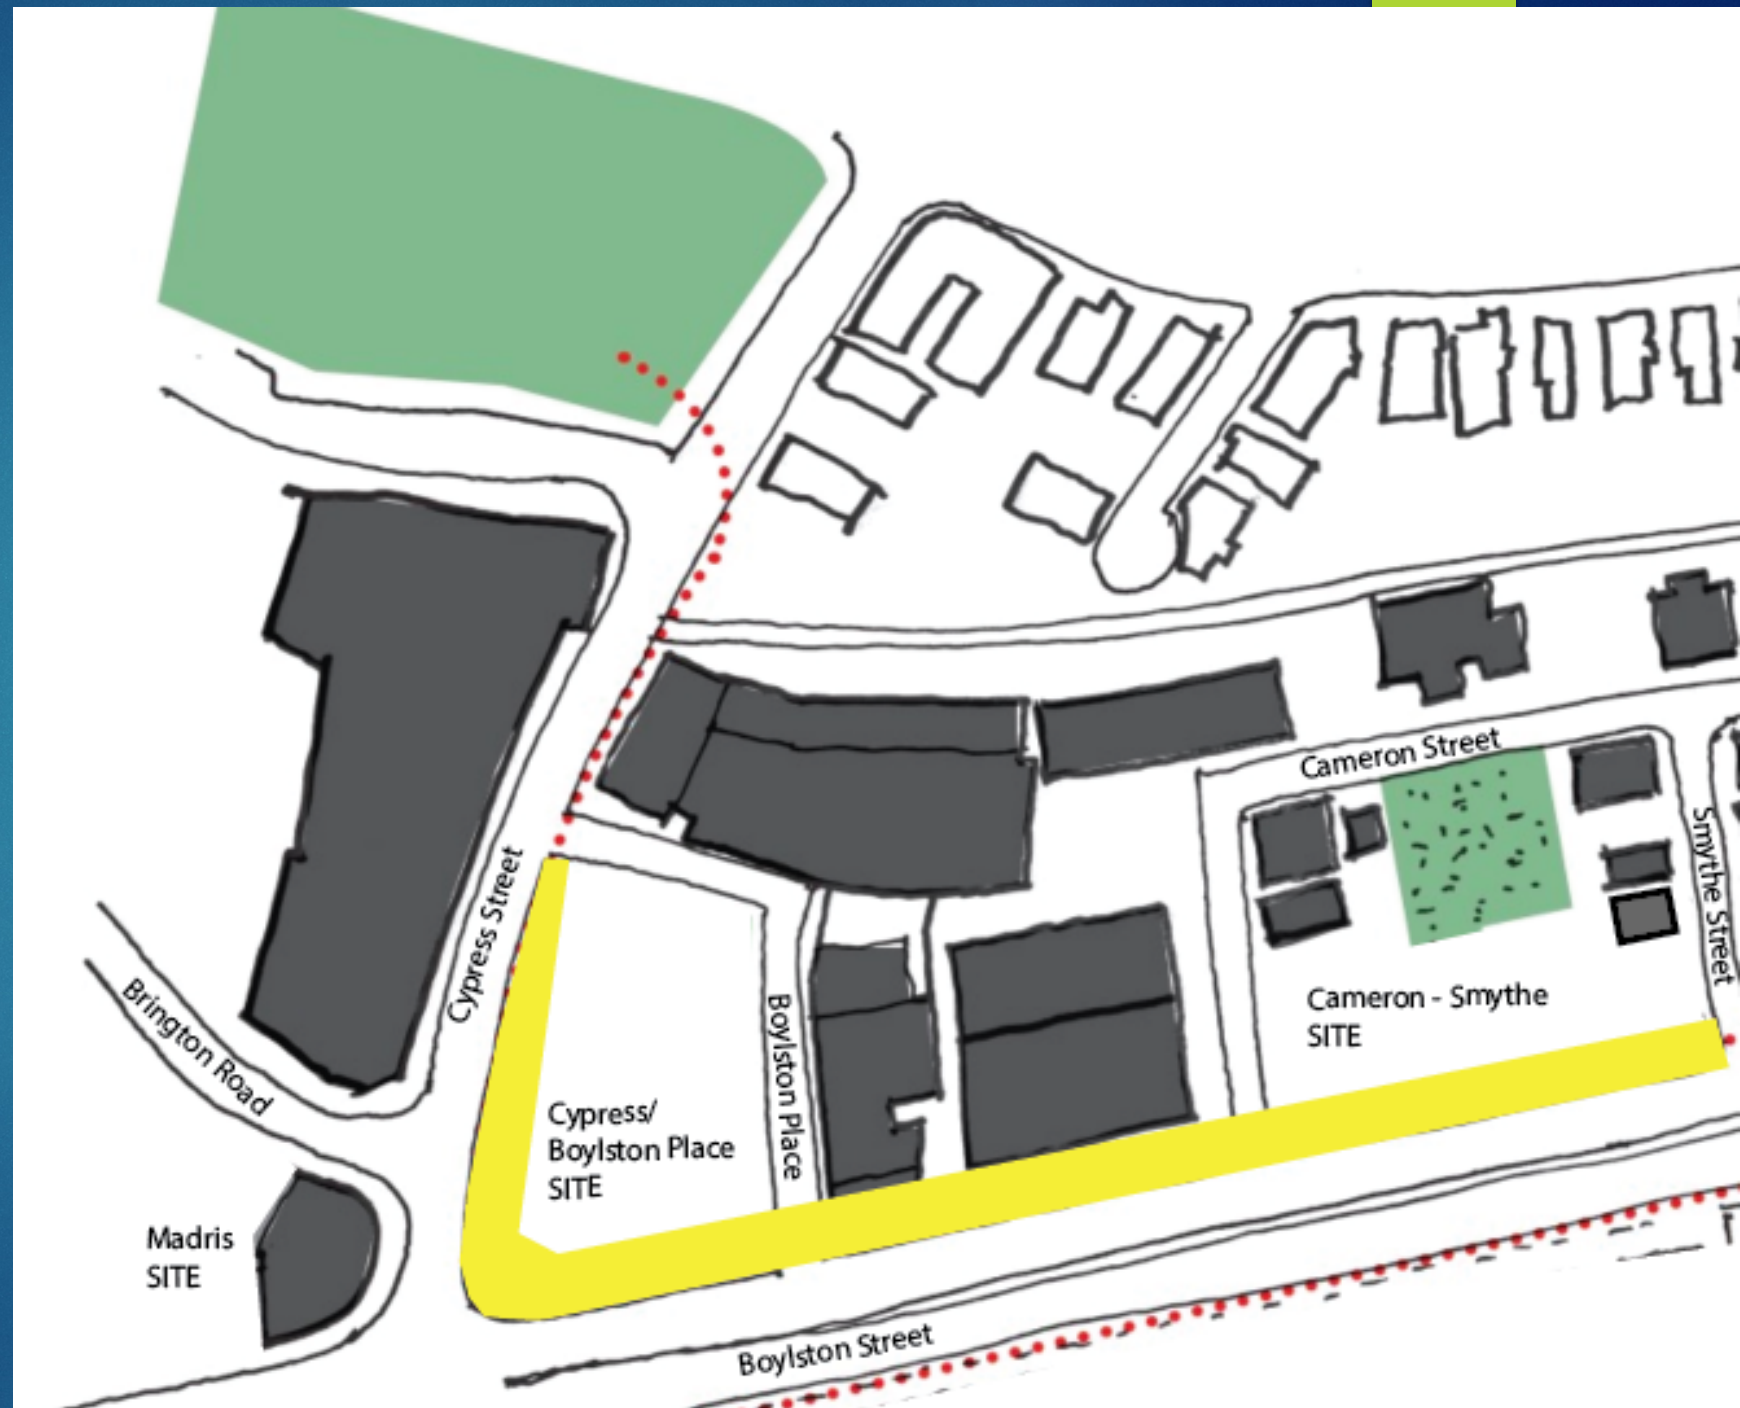 Cameron Street
Smythe Street
Cypress Street
Brington Road
Boylston Place
Cameron - Smythe
SITE
Cypress/
Boylston Place
SITE
Madris
SITE
Boylston Street